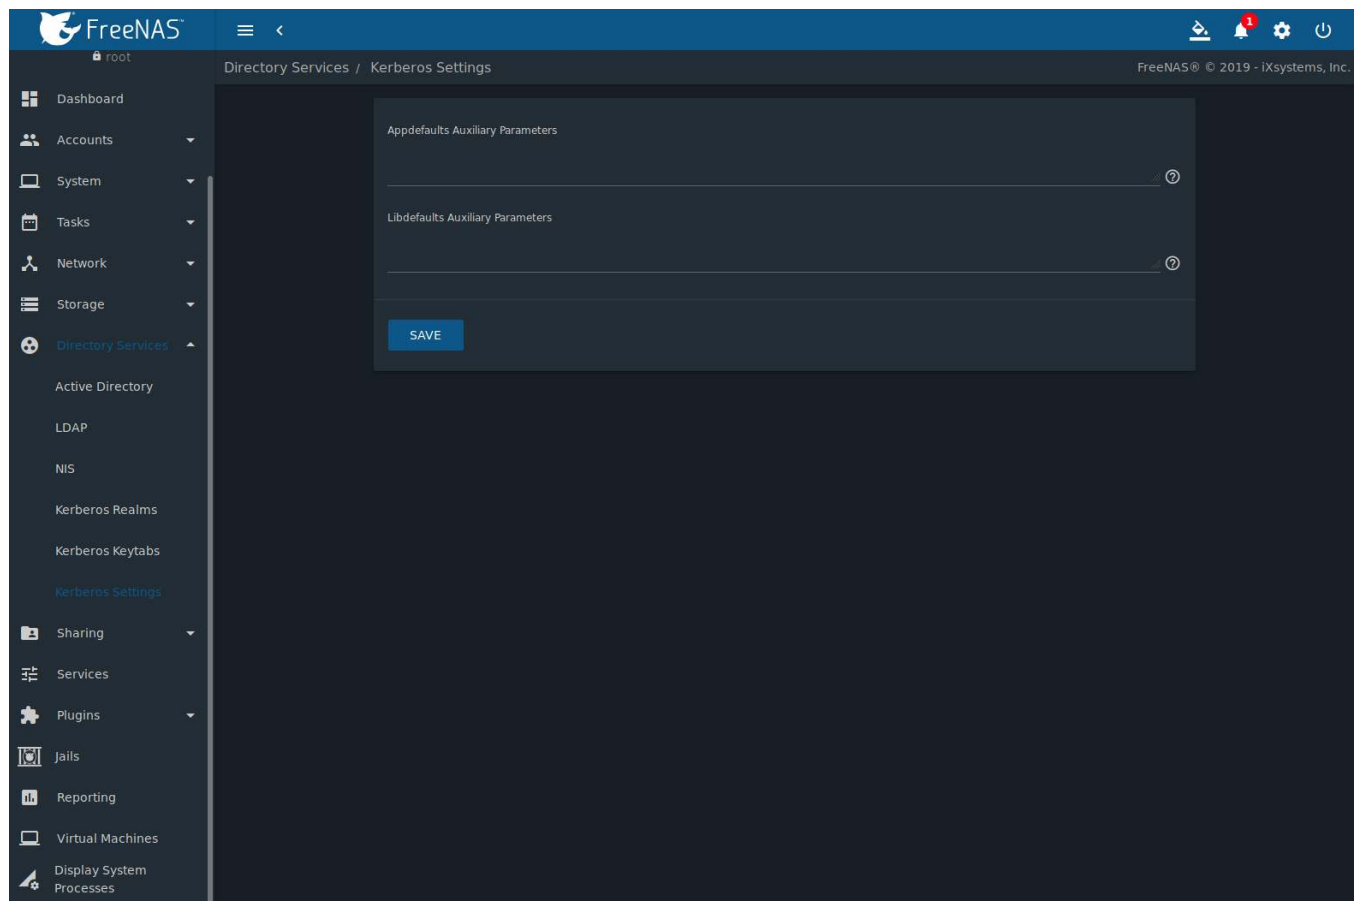 FreeNAS™
1
root
Directory Services / Kerberos Settings
FreeNAS® © 2019 - iXsystems, Inc.
Dashboard
Accounts
System
Tasks
Network
Storage
Directory Services
Active Directory
LDAP
NIS
Kerberos Realms
Kerberos Keytabs
Kerberos Settings
Sharing
Services
Plugins
Jails
Reporting
Virtual Machines
Display System
Processes
Appdefaults Auxiliary Parameters
Libdefaults Auxiliary Parameters
SAVE